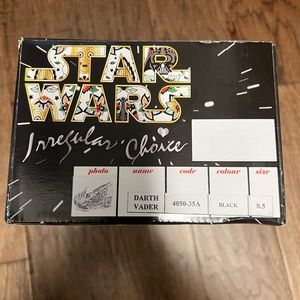 STAR
WARS
Irregular Choice
photo name code colour size
DARTH VADER 4050-35A BLACK 8.5